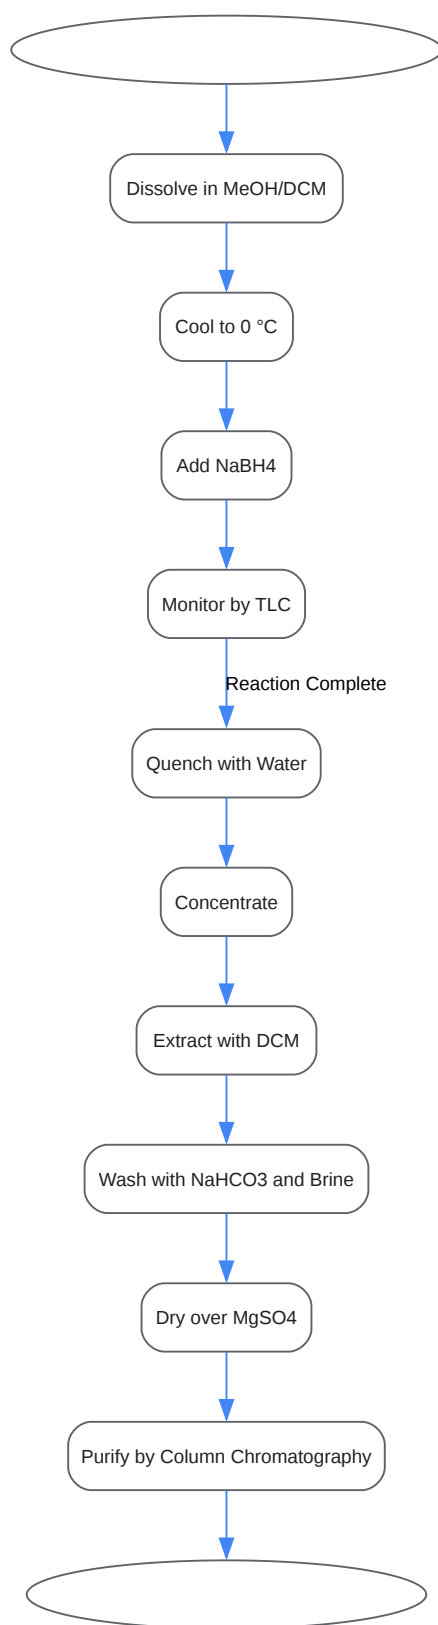 Dissolve in MeOH/DCM
Cool to 0 °C
Add NaBH4
Monitor by TLC
Reaction Complete
Quench with Water
Concentrate
Extract with DCM
Wash with NaHCO3 and Brine
Dry over MgSO4
Purify by Column Chromatography